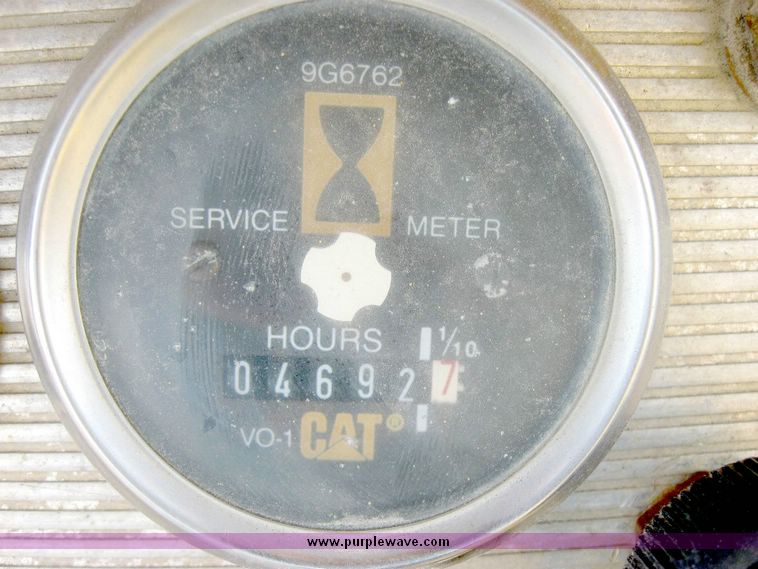 9G6762
SERVICE METER
HOURS 1/10
046927
VO-1 CAT®
www.purplewave.com